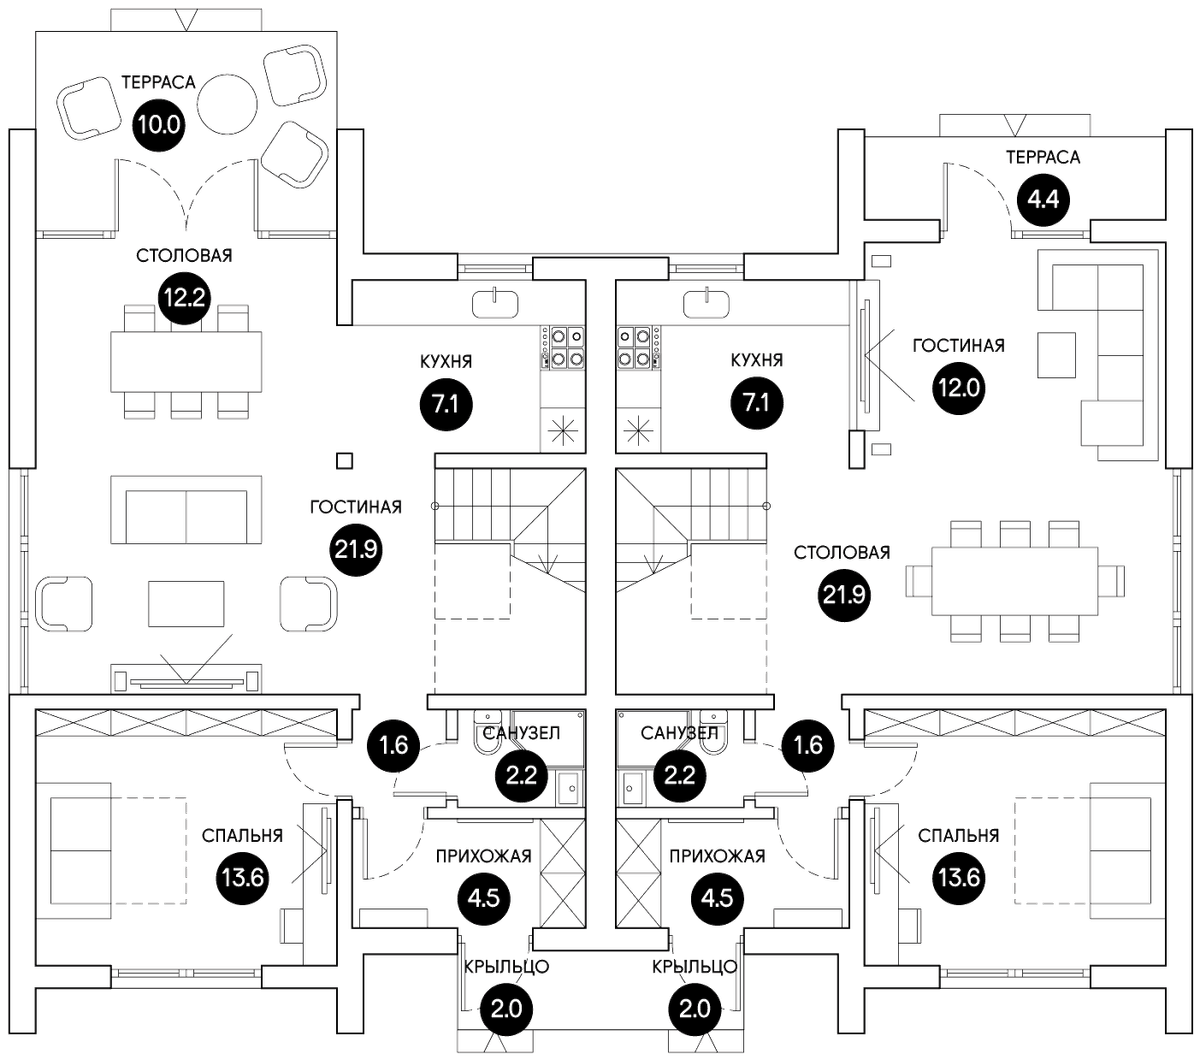 ТЕРРАСА
10.0
ТЕРРАСА
4.4
СТОЛОВАЯ
12.2
КУХНЯ
7.1
КУХНЯ
7.1
ГОСТИНАЯ
12.0
ГОСТИНАЯ
21.9
СТОЛОВАЯ
21.9
1.6
САНУЗЕЛ
2.2
САНУЗЕЛ
2.2
1.6
СПАЛЬНЯ
13.6
ПРИХОЖАЯ
4.5
ПРИХОЖАЯ
4.5
СПАЛЬНЯ
13.6
КРЫЛЬЦО
2.0
КРЫЛЬЦО
2.0